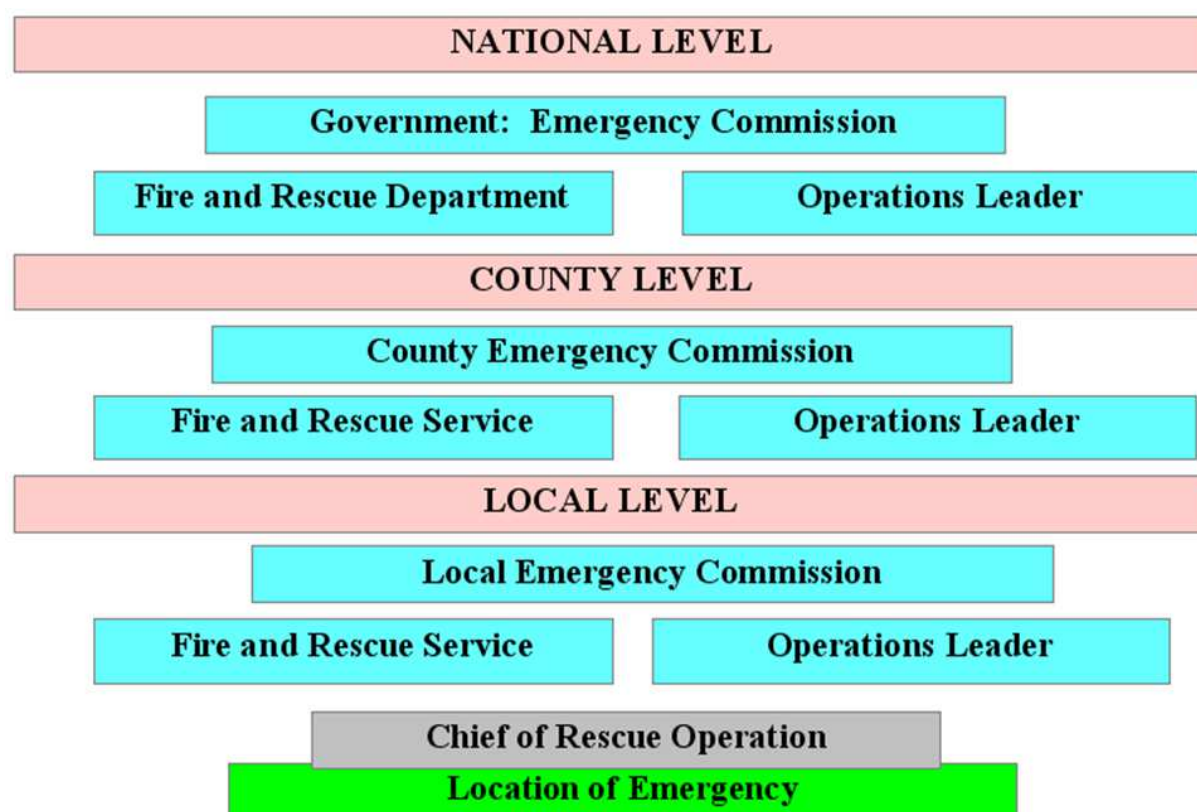 NATIONAL LEVEL
Government: Emergency Commission
Fire and Rescue Department
Operations Leader
COUNTY LEVEL
County Emergency Commission
Fire and Rescue Service
Operations Leader
LOCAL LEVEL
Local Emergency Commission
Fire and Rescue Service
Operations Leader
Chief of Rescue Operation
Location of Emergency